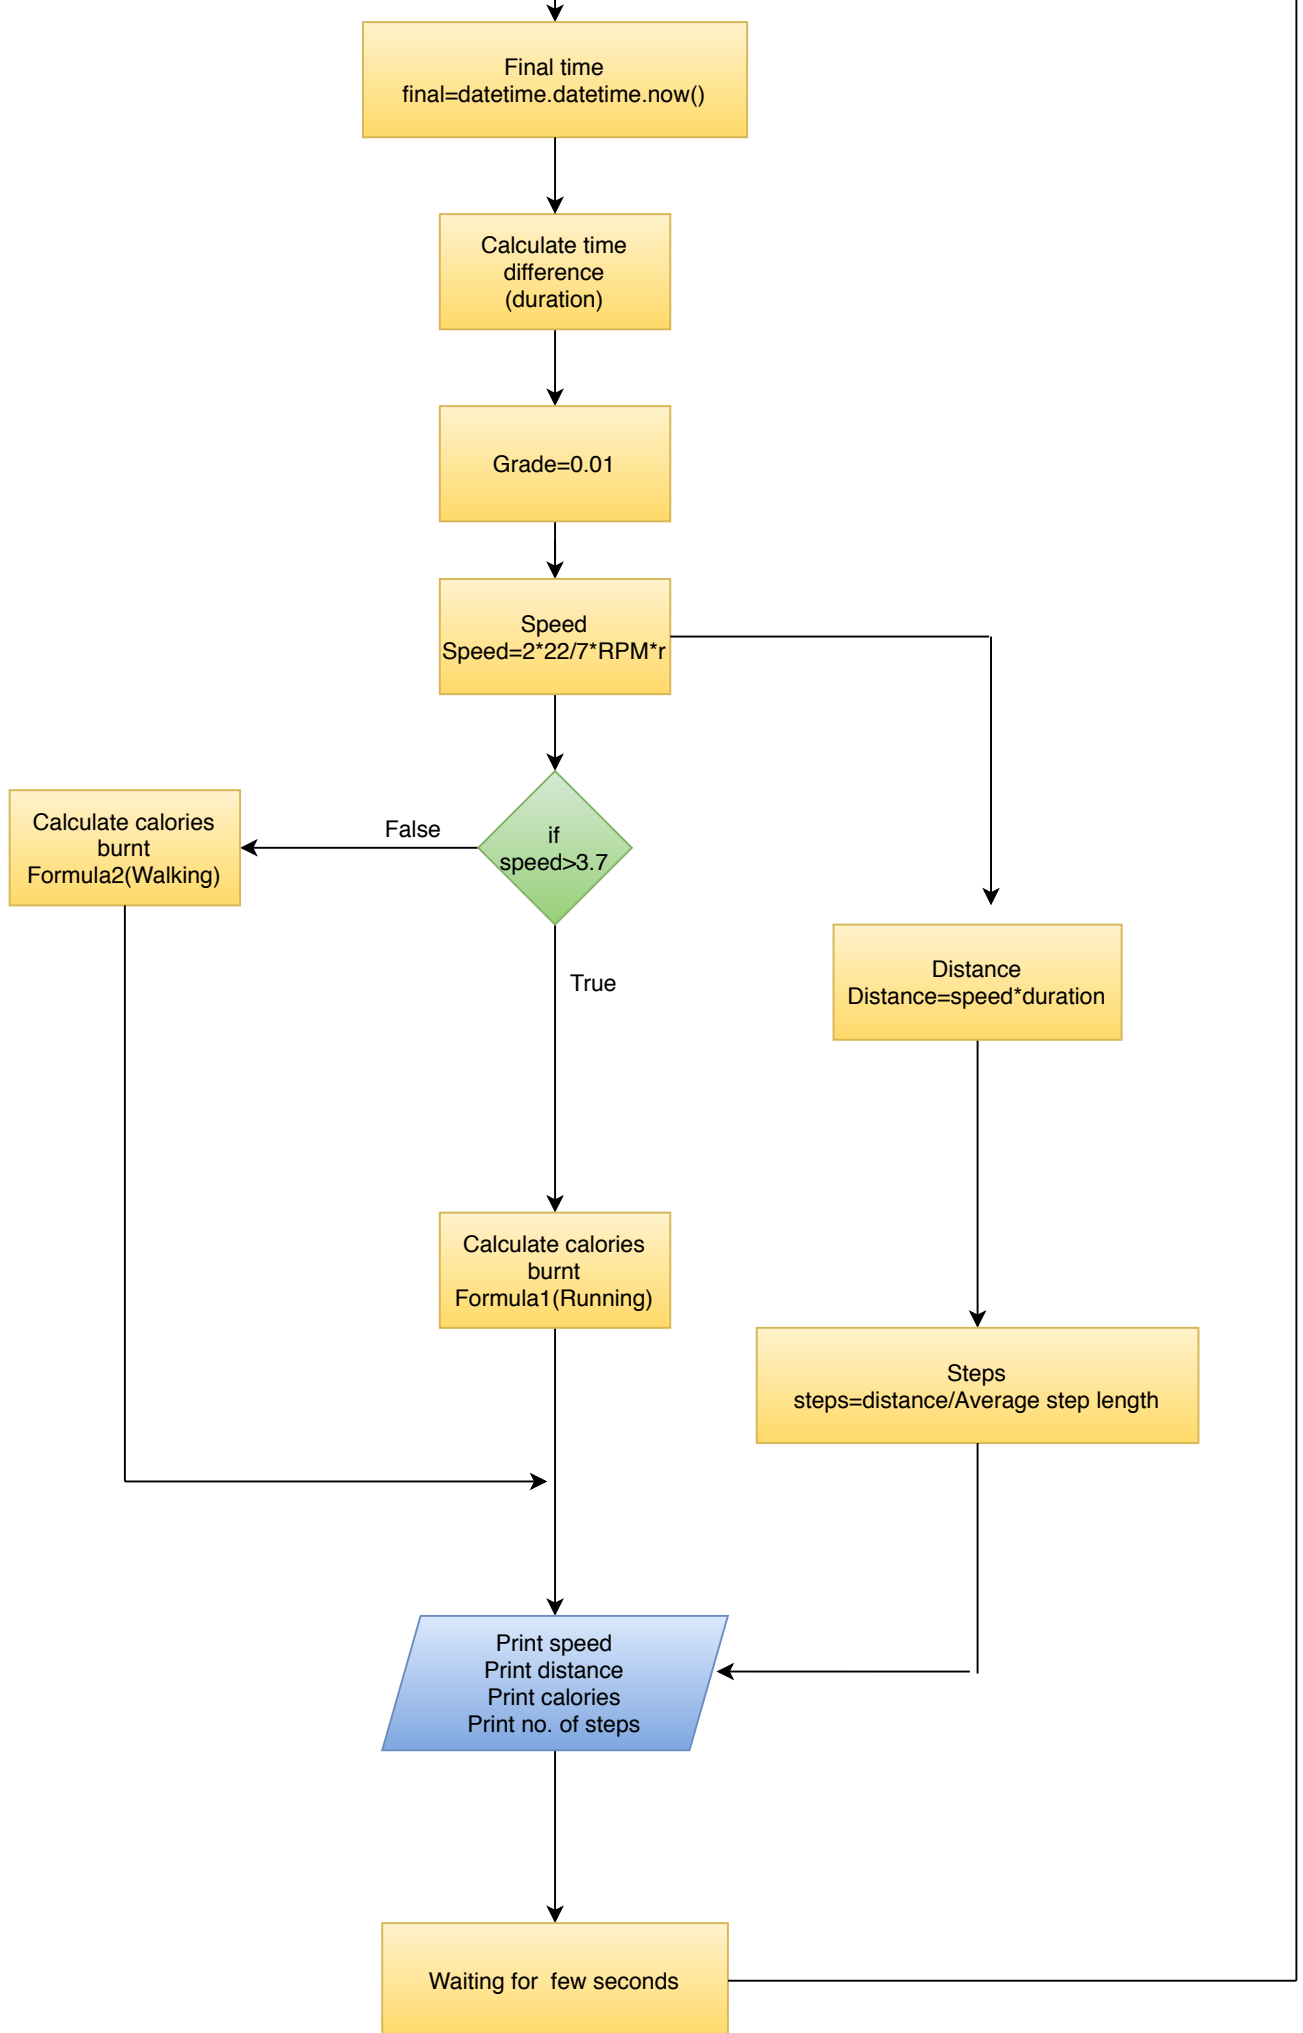 Final time
final=datetime.datetime.now()
Calculate time
difference
(duration)
Grade=0.01
Speed
Speed=2*22/7*RPM*r
if
speed>3.7
False
True
Calculate calories
burnt
Formula2(Walking)
Distance
Distance=speed*duration
Calculate calories
burnt
Formula1(Running)
Steps
steps=distance/Average step length
Print speed
Print distance
Print calories
Print no. of steps
Waiting for  few seconds